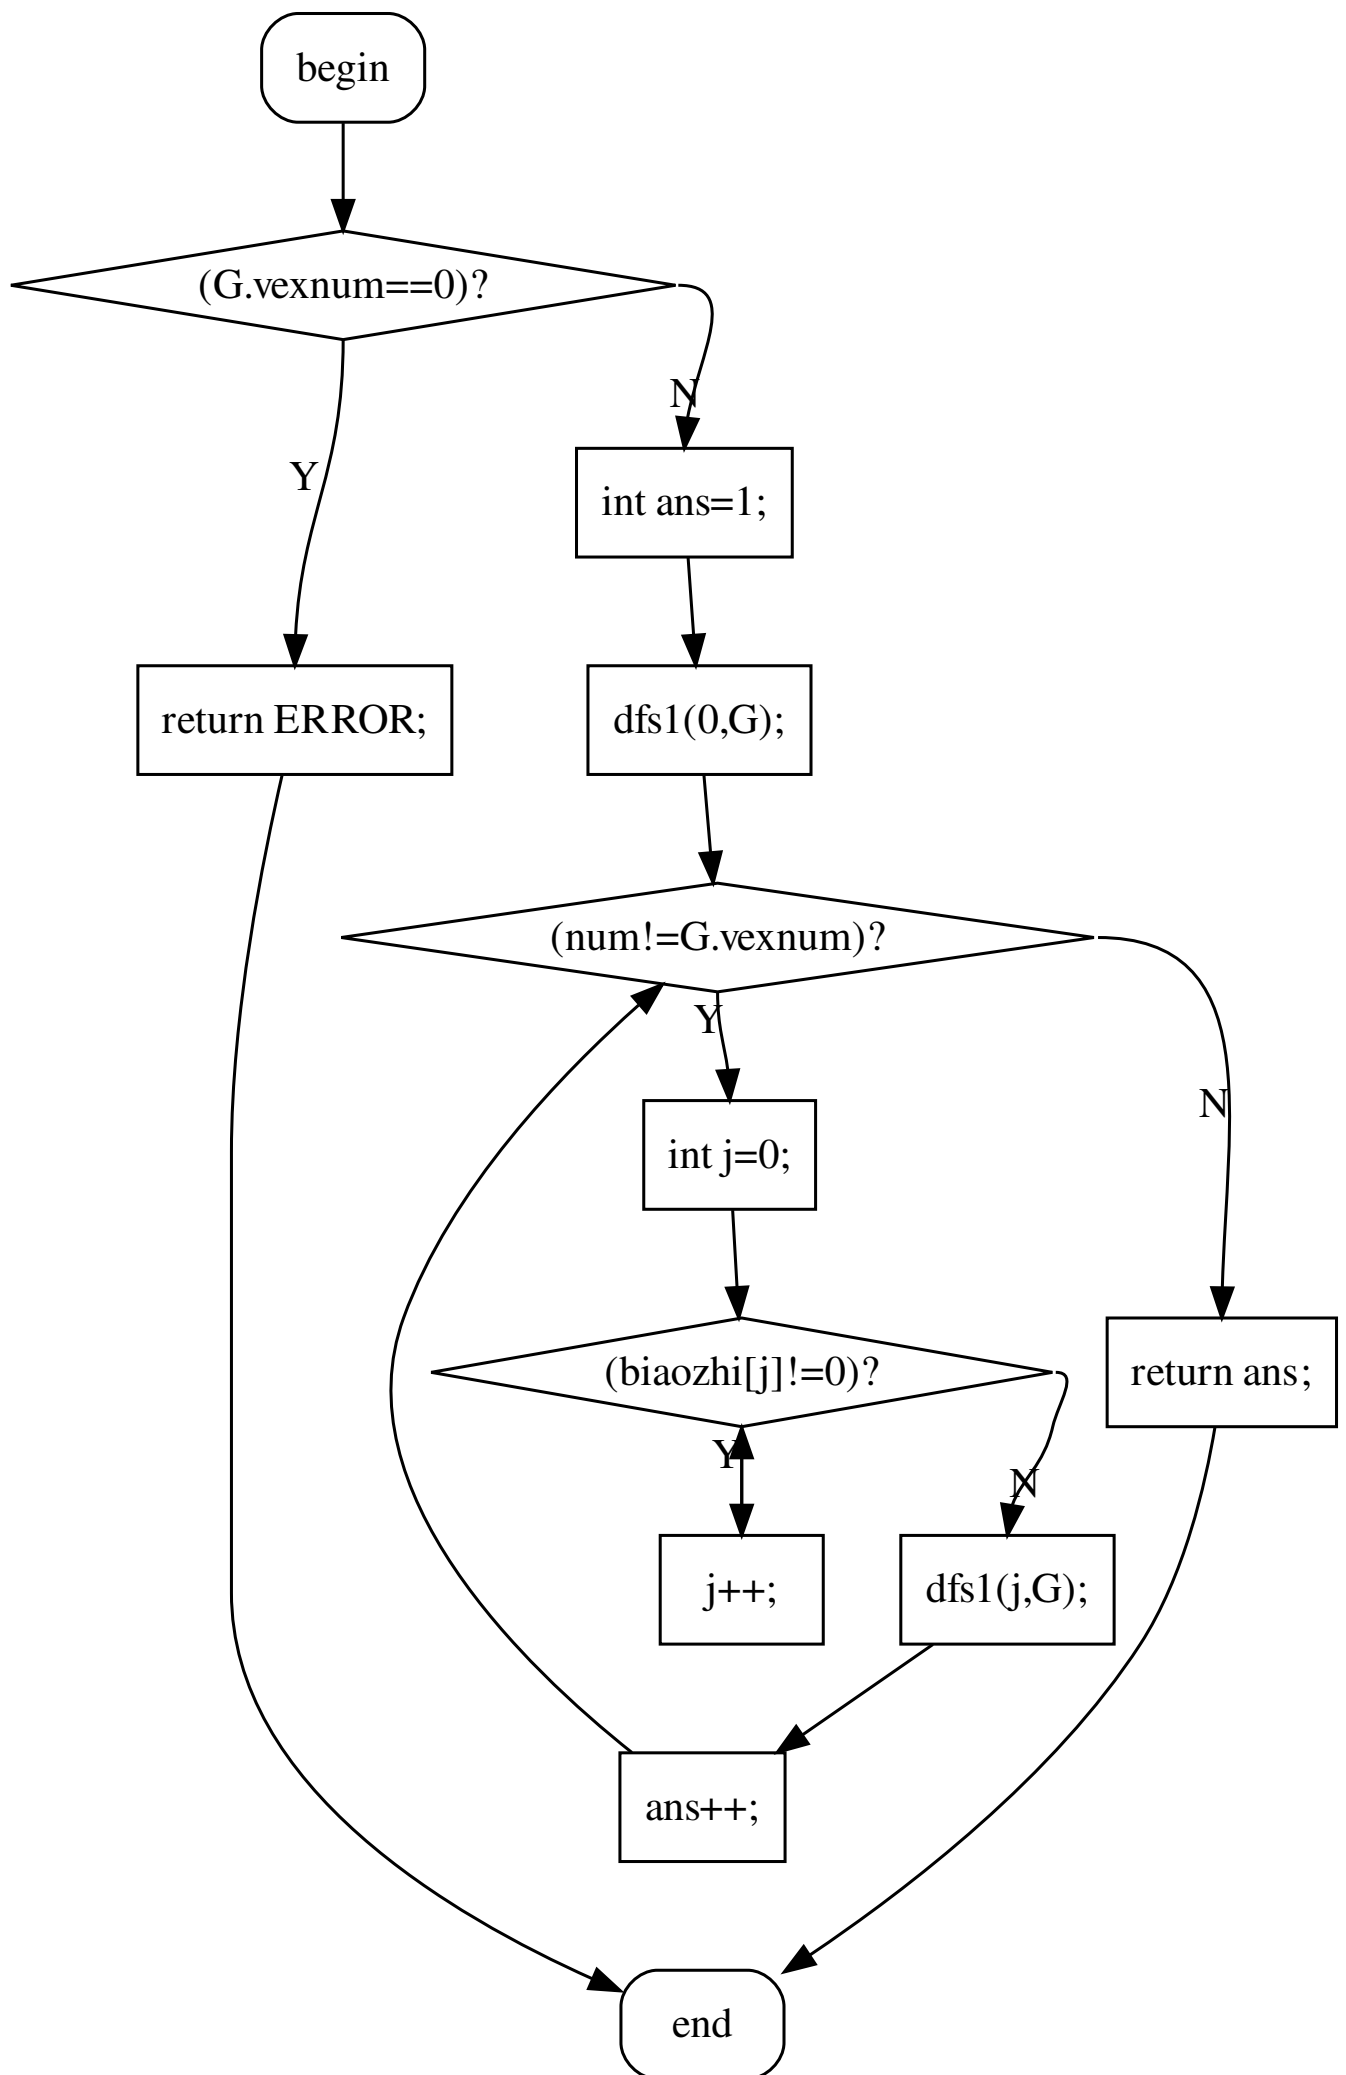 begin
(G.vexnum==0)?
N
Y
int ans=1;
return ERROR;
dfs1(0,G);
(num!=G.vexnum)?
Y
N
int j=0;
(biaozhi[j]!=0)?
return ans;
Y
N
j++;
dfs1(j,G);
ans++;
end